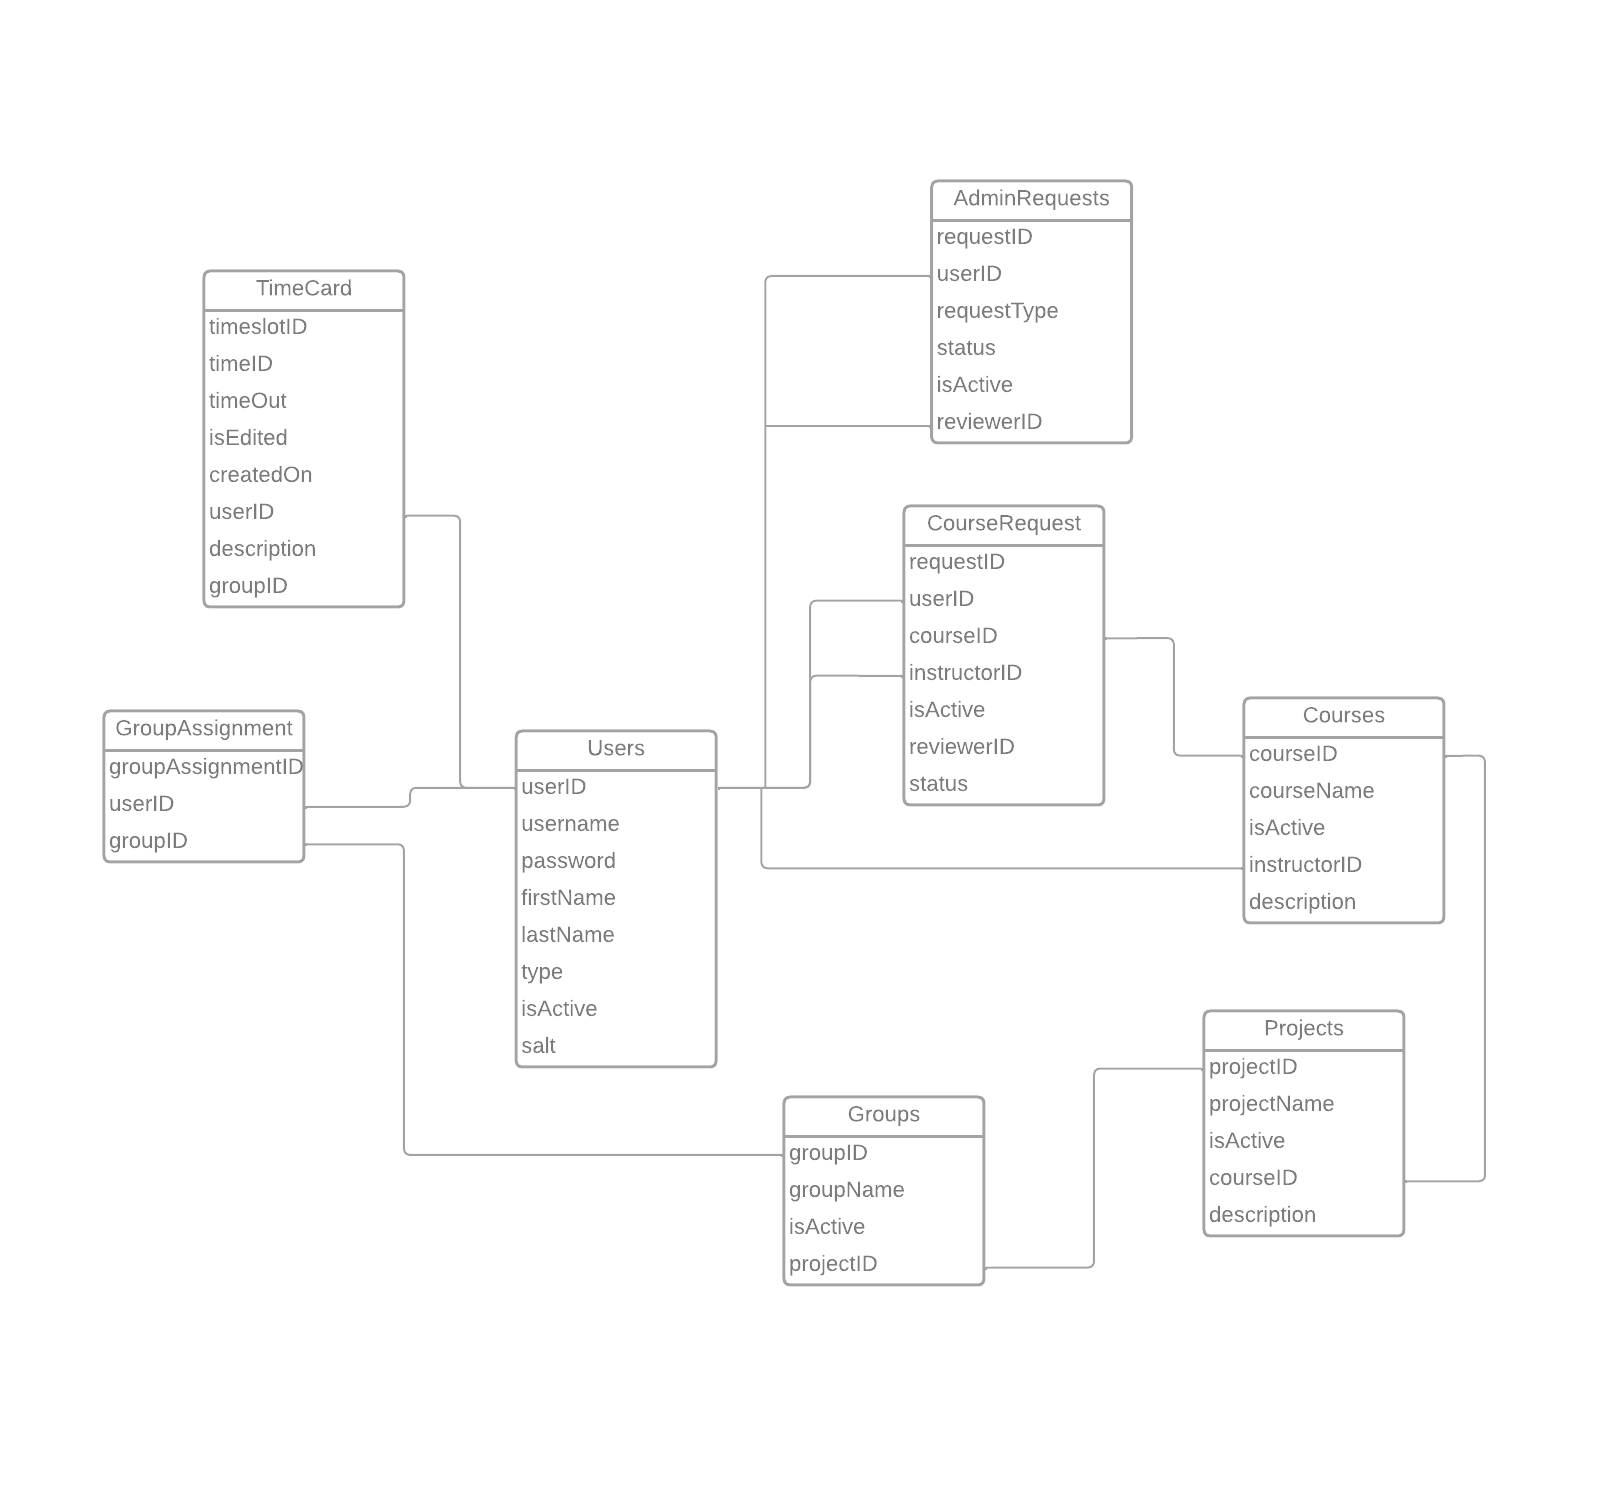 AdminRequests
requestID
userID
requestType
status
isActive
reviewerID
TimeCard
timeslotID
timeID
timeOut
isEdited
createdOn
userID
description
groupID
CourseRequest
requestID
userID
courseID
instructorID
isActive
reviewerID
status
GroupAssignment
groupAssignmentID
userID
groupID
Users
userID
username
password
firstName
lastName
type
isActive
salt
Courses
courseID
courseName
isActive
instructorID
description
Projects
projectID
projectName
isActive
courseID
description
Groups
groupID
groupName
isActive
projectID